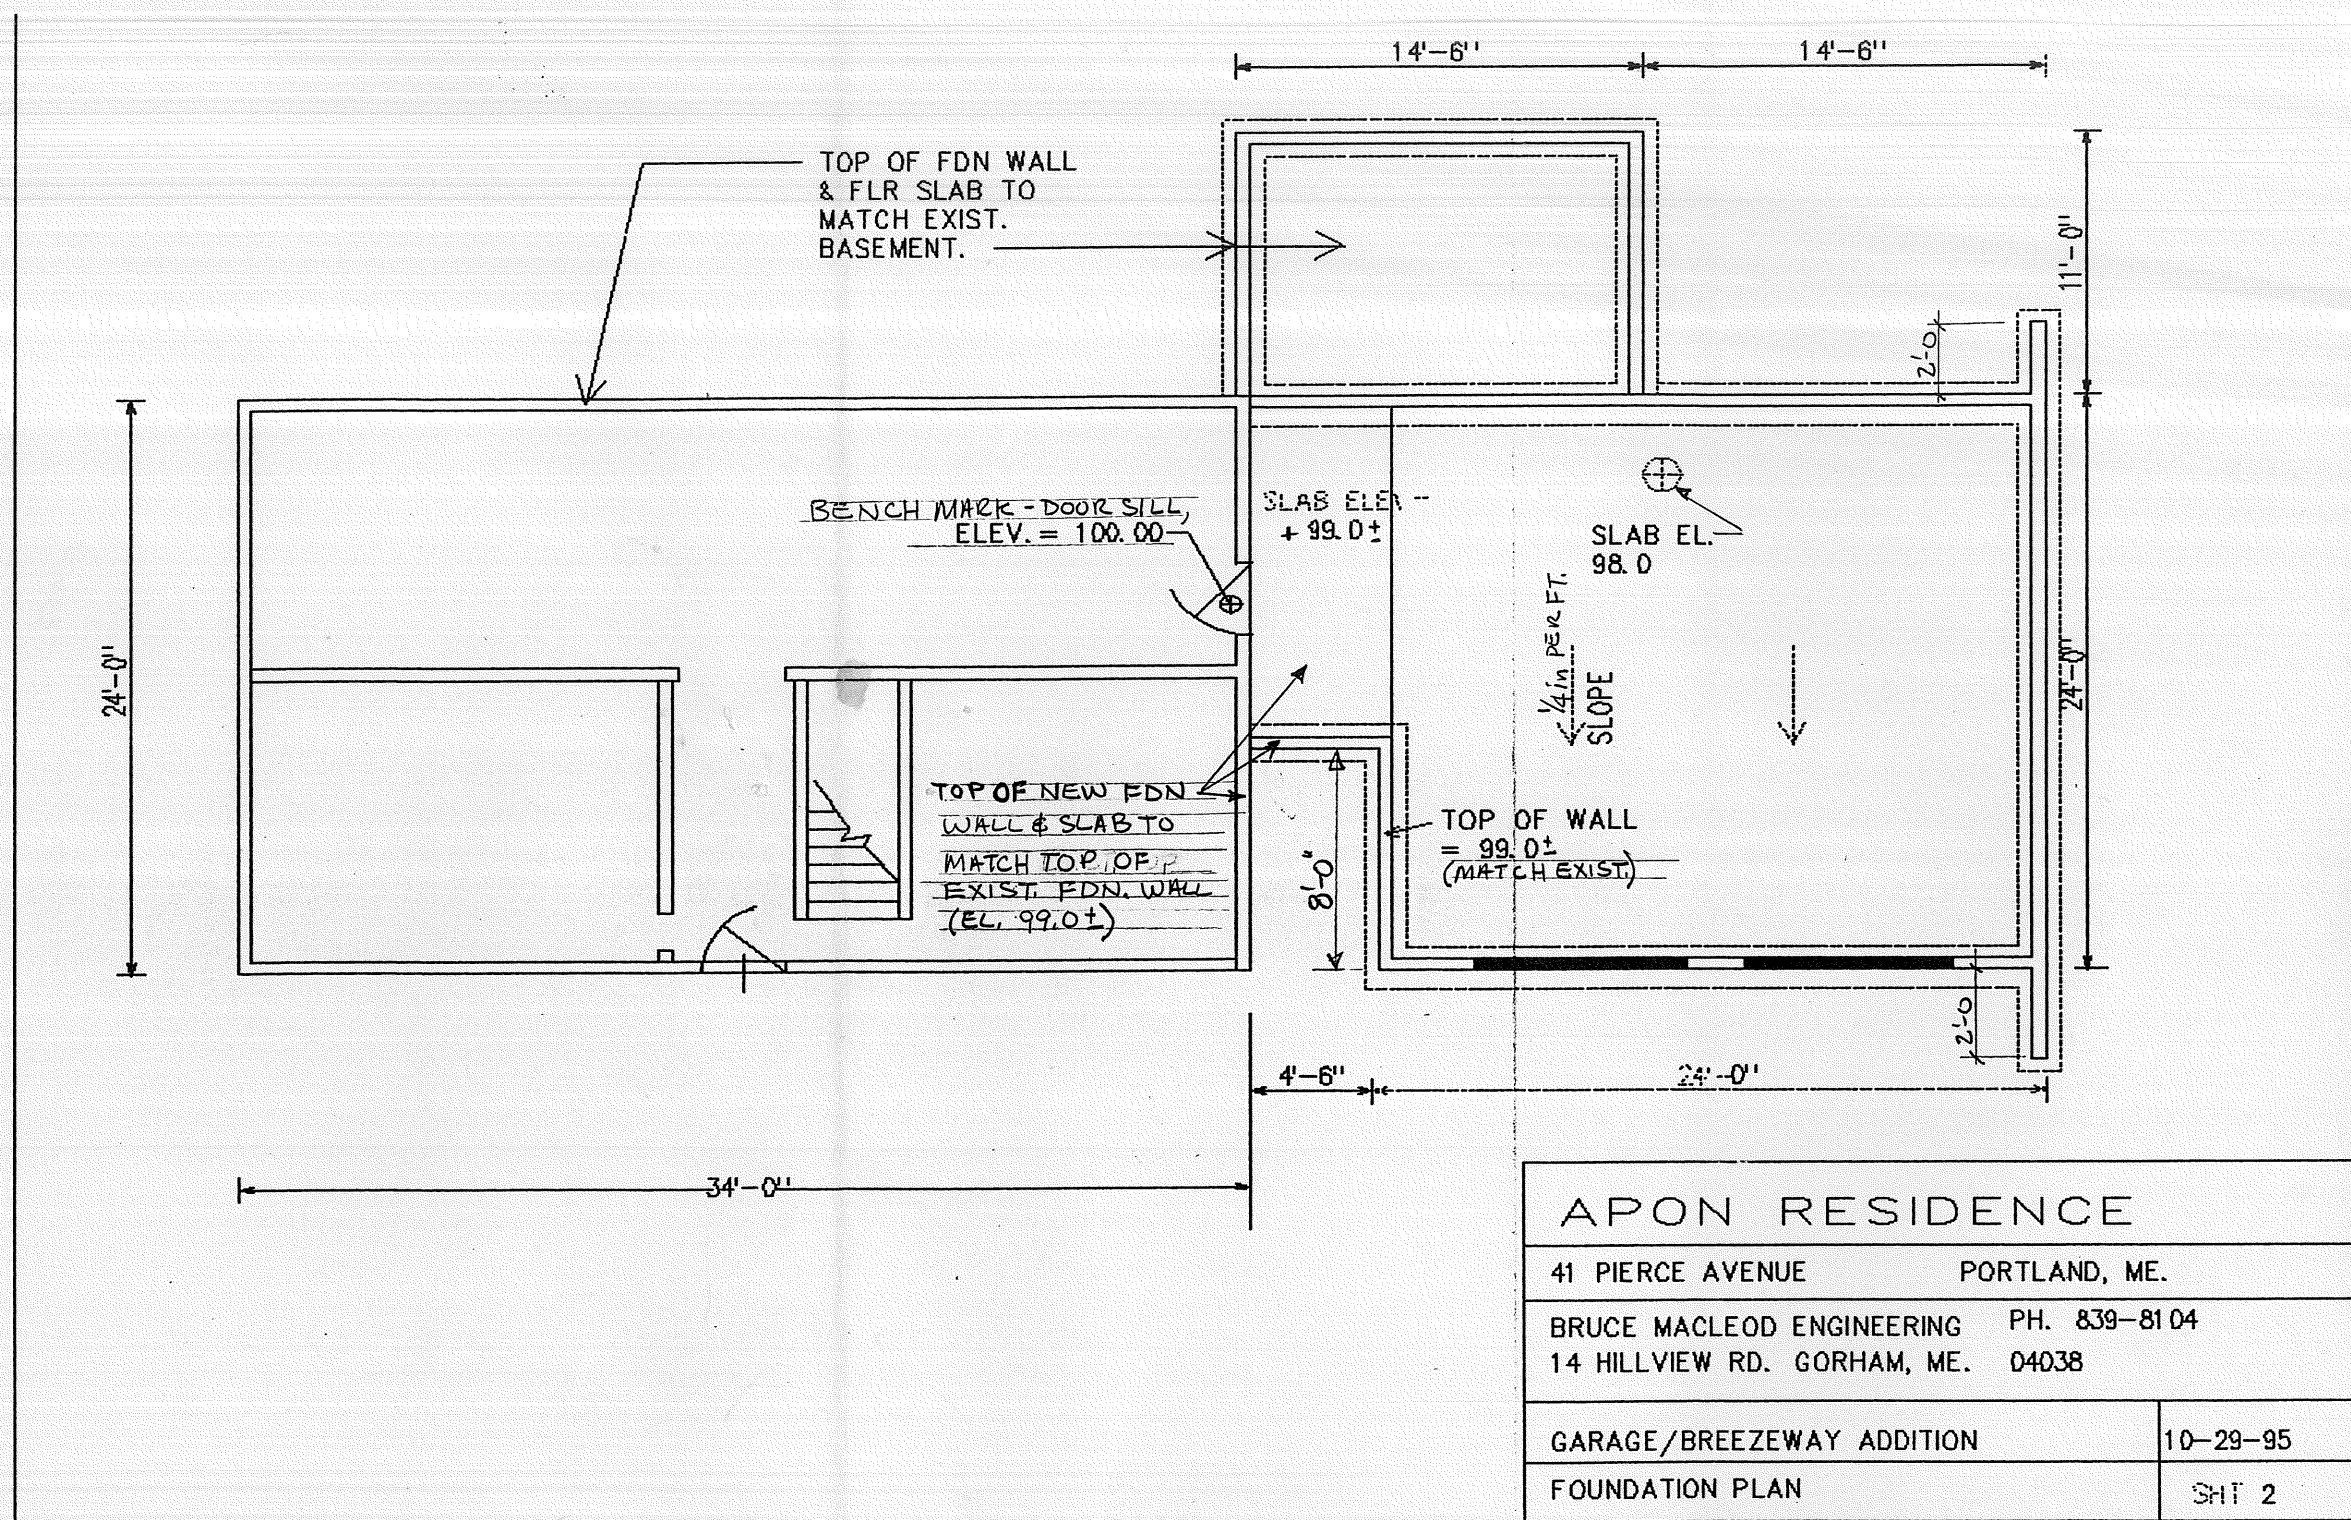 14'-6" 14'-6"
TOP OF FDN WALL
& FLR SLAB TO
MATCH EXIST.
BASEMENT.
11'-0"
2'-0
BENCH MARK - DOOR SILL,
ELEV. = 100.00
SLAB ELEV
+ 99.0±
SLAB EL.
98.0
1/4 in PER FT.
SLOPE
24'-0"
24'-0"
TOP OF NEW FDN
WALL & SLAB TO
MATCH TOP OF
EXIST. FDN. WALL
(EL. 99.0±)
8'-0"
TOP OF WALL
= 99.0±
(MATCH EXIST.)
2'-0
4'-6" 24'-0"
34'-0"
APON RESIDENCE
41 PIERCE AVENUE PORTLAND, ME.
BRUCE MACLEOD ENGINEERING PH. 839-8104
14 HILLVIEW RD. GORHAM, ME. 04038
GARAGE/BREEZEWAY ADDITION 10-29-95
FOUNDATION PLAN SHT 2